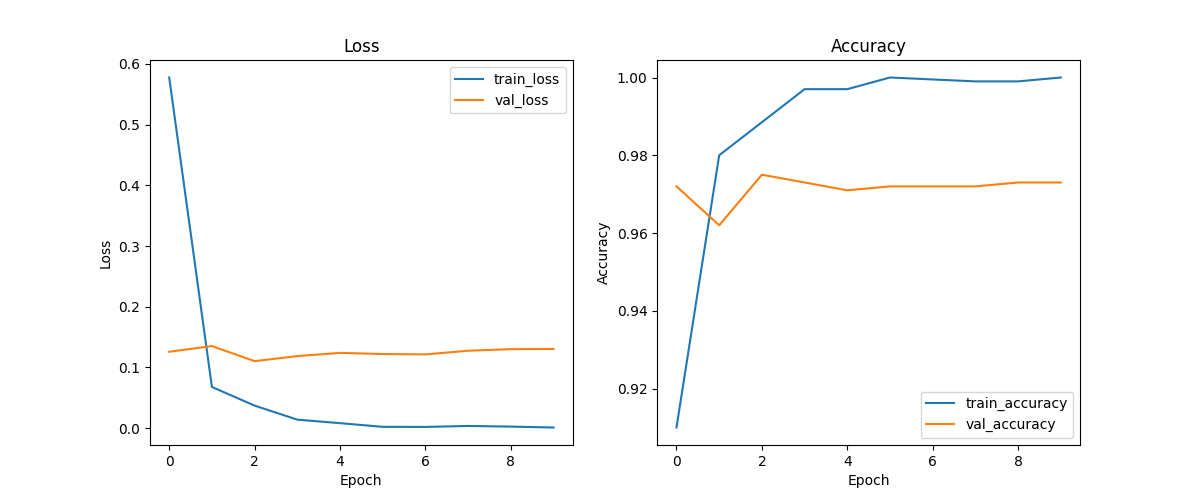 Loss
0.6
0.5
0.4
0.3
0.2
0.1
0.0
Loss
0 2 4 6 8
Epoch
train_loss
val_loss
Accuracy
1.00
0.98
0.96
0.94
0.92
Accuracy
0 2 4 6 8
Epoch
train_accuracy
val_accuracy